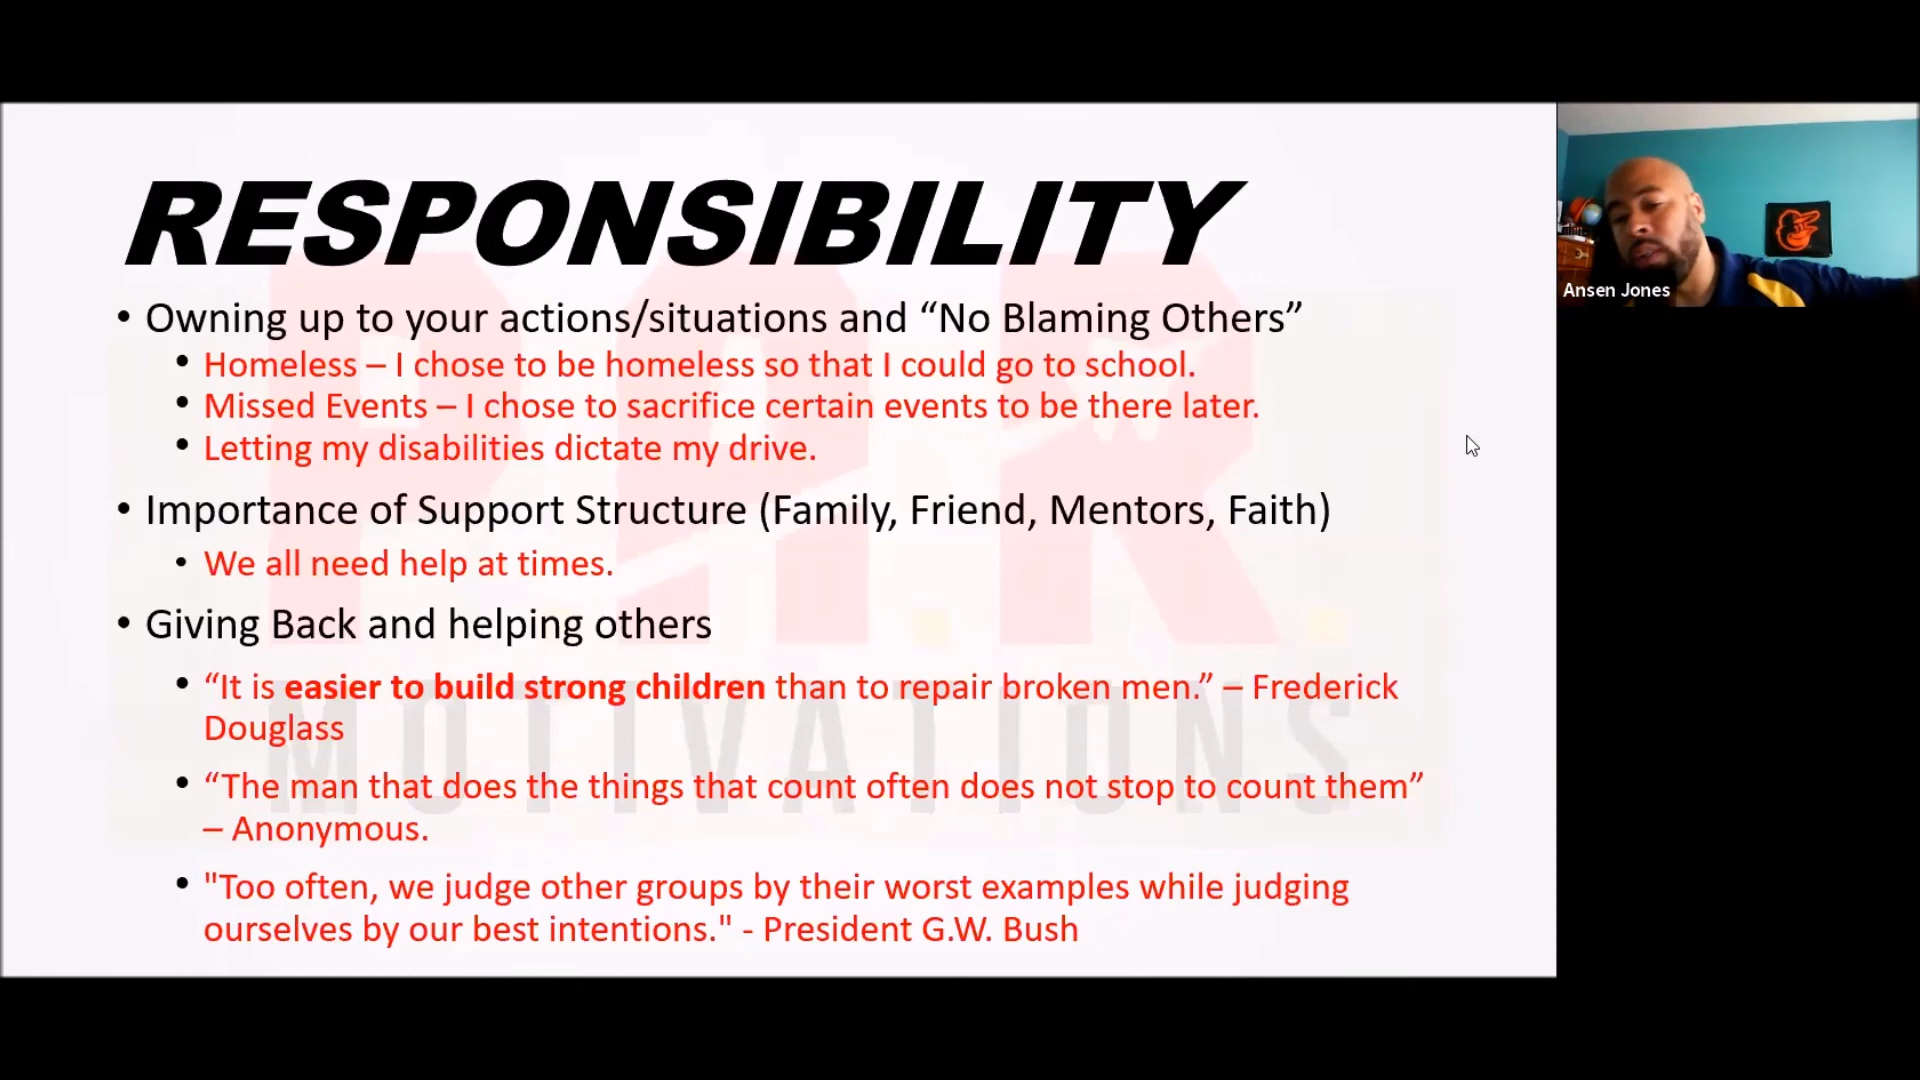 RESPONSIBILITY
• Owning up to your actions/situations and “No Blaming Others”
• Homeless – I chose to be homeless so that I could go to school.
• Missed Events – I chose to sacrifice certain events to be there later.
• Letting my disabilities dictate my drive.
• Importance of Support Structure (Family, Friend, Mentors, Faith)
• We all need help at times.
• Giving Back and helping others
• “It is easier to build strong children than to repair broken men.” – Frederick
Douglass
• “The man that does the things that count often does not stop to count them”
– Anonymous.
• "Too often, we judge other groups by their worst examples while judging
ourselves by our best intentions." - President G.W. Bush
P.A.R.
MOTIVATIONS
Ansen Jones